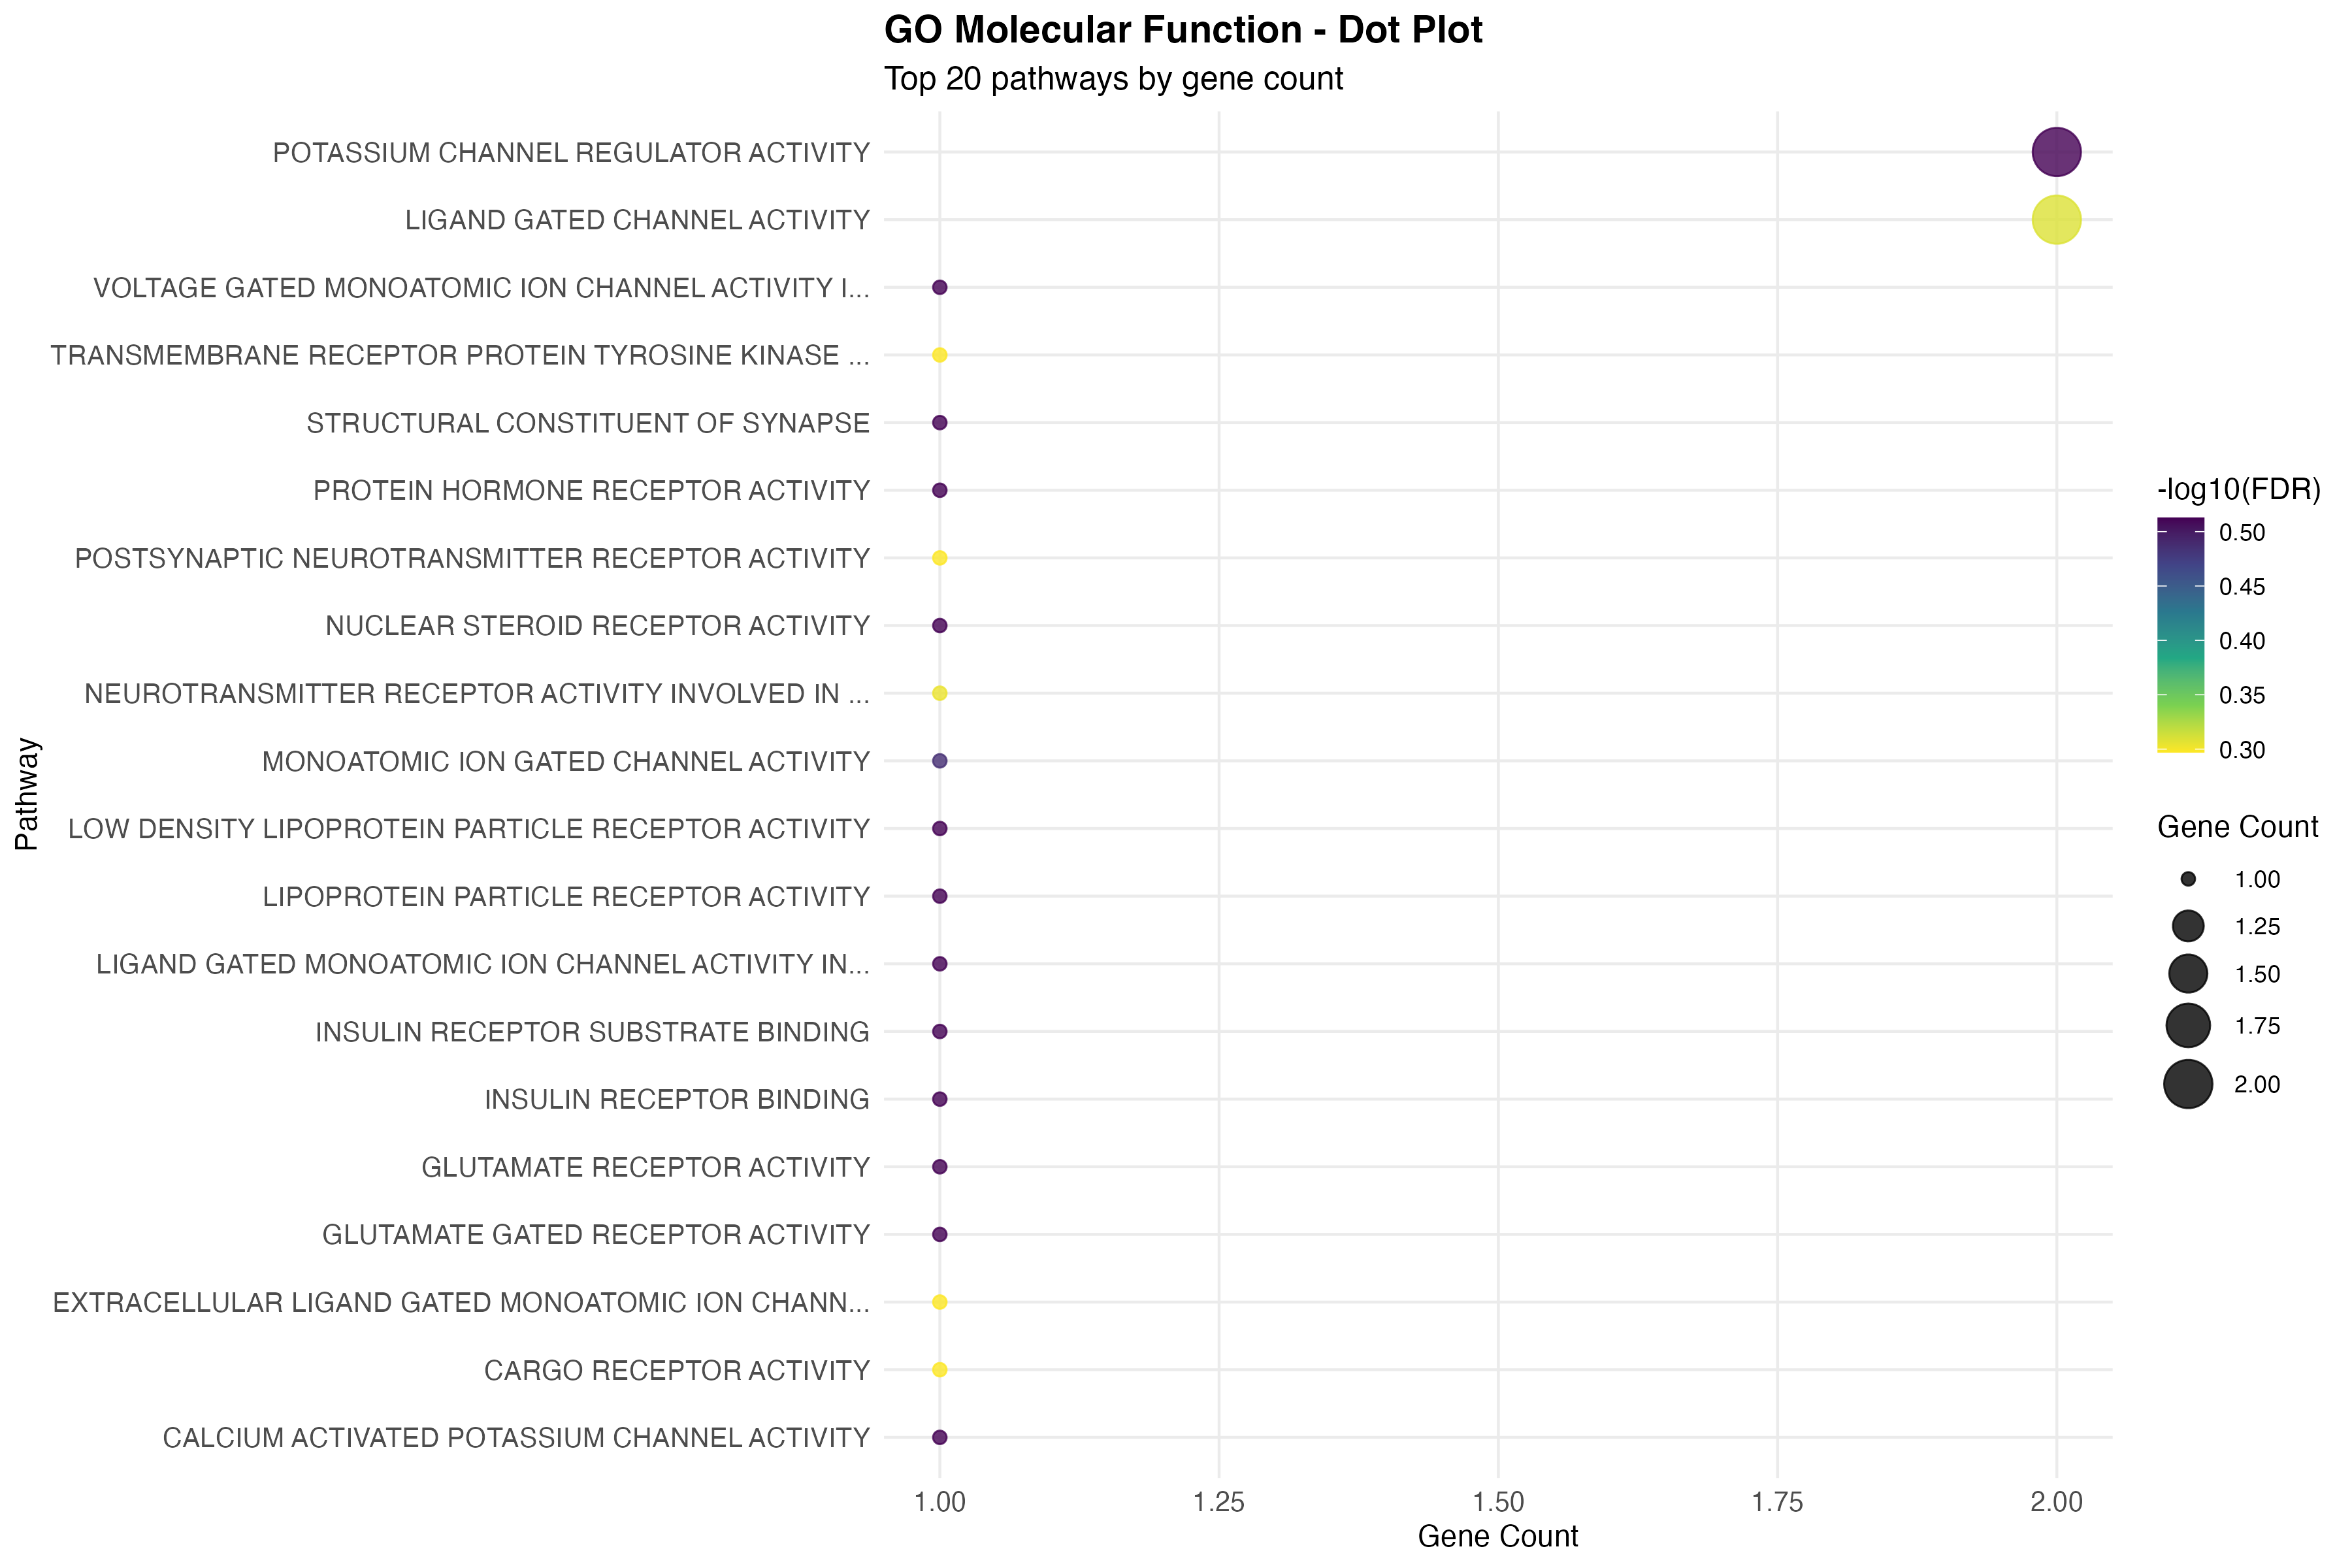 GO Molecular Function - Dot Plot
Top 20 pathways by gene count
POTASSIUM CHANNEL REGULATOR ACTIVITY
LIGAND GATED CHANNEL ACTIVITY
VOLTAGE GATED MONOATOMIC ION CHANNEL ACTIVITY I...
TRANSMEMBRANE RECEPTOR PROTEIN TYROSINE KINASE ...
STRUCTURAL CONSTITUENT OF SYNAPSE
PROTEIN HORMONE RECEPTOR ACTIVITY
POSTSYNAPTIC NEUROTRANSMITTER RECEPTOR ACTIVITY
NUCLEAR STEROID RECEPTOR ACTIVITY
NEUROTRANSMITTER RECEPTOR ACTIVITY INVOLVED IN ...
MONOATOMIC ION GATED CHANNEL ACTIVITY
LOW DENSITY LIPOPROTEIN PARTICLE RECEPTOR ACTIVITY
LIPOPROTEIN PARTICLE RECEPTOR ACTIVITY
LIGAND GATED MONOATOMIC ION CHANNEL ACTIVITY IN...
INSULIN RECEPTOR SUBSTRATE BINDING
INSULIN RECEPTOR BINDING
GLUTAMATE RECEPTOR ACTIVITY
GLUTAMATE GATED RECEPTOR ACTIVITY
EXTRACELLULAR LIGAND GATED MONOATOMIC ION CHANN...
CARGO RECEPTOR ACTIVITY
CALCIUM ACTIVATED POTASSIUM CHANNEL ACTIVITY
Pathway
1.00 1.25 1.50 1.75 2.00
Gene Count
-log10(FDR)
0.50
0.45
0.40
0.35
0.30
Gene Count
1.00
1.25
1.50
1.75
2.00